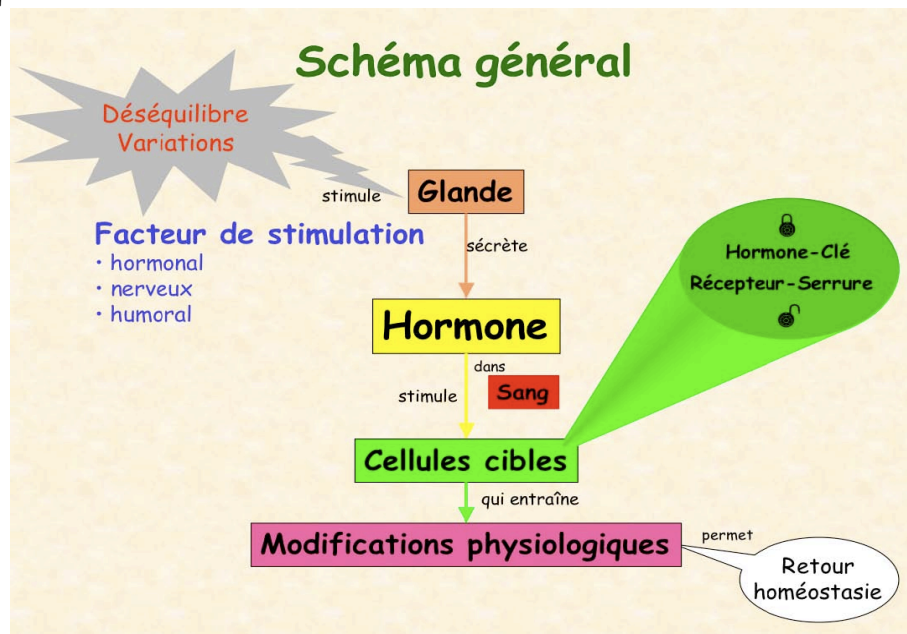 Schéma général
Déséquilibre
Variations
stimule
Glande
Facteur de stimulation
• hormonal
• nerveux
• humoral
sécrète
Hormone-Clé
Récepteur-Serrure
Hormone
dans
stimule
Sang
Cellules cibles
qui entraîne
Modifications physiologiques
permet
Retour
homéostasie